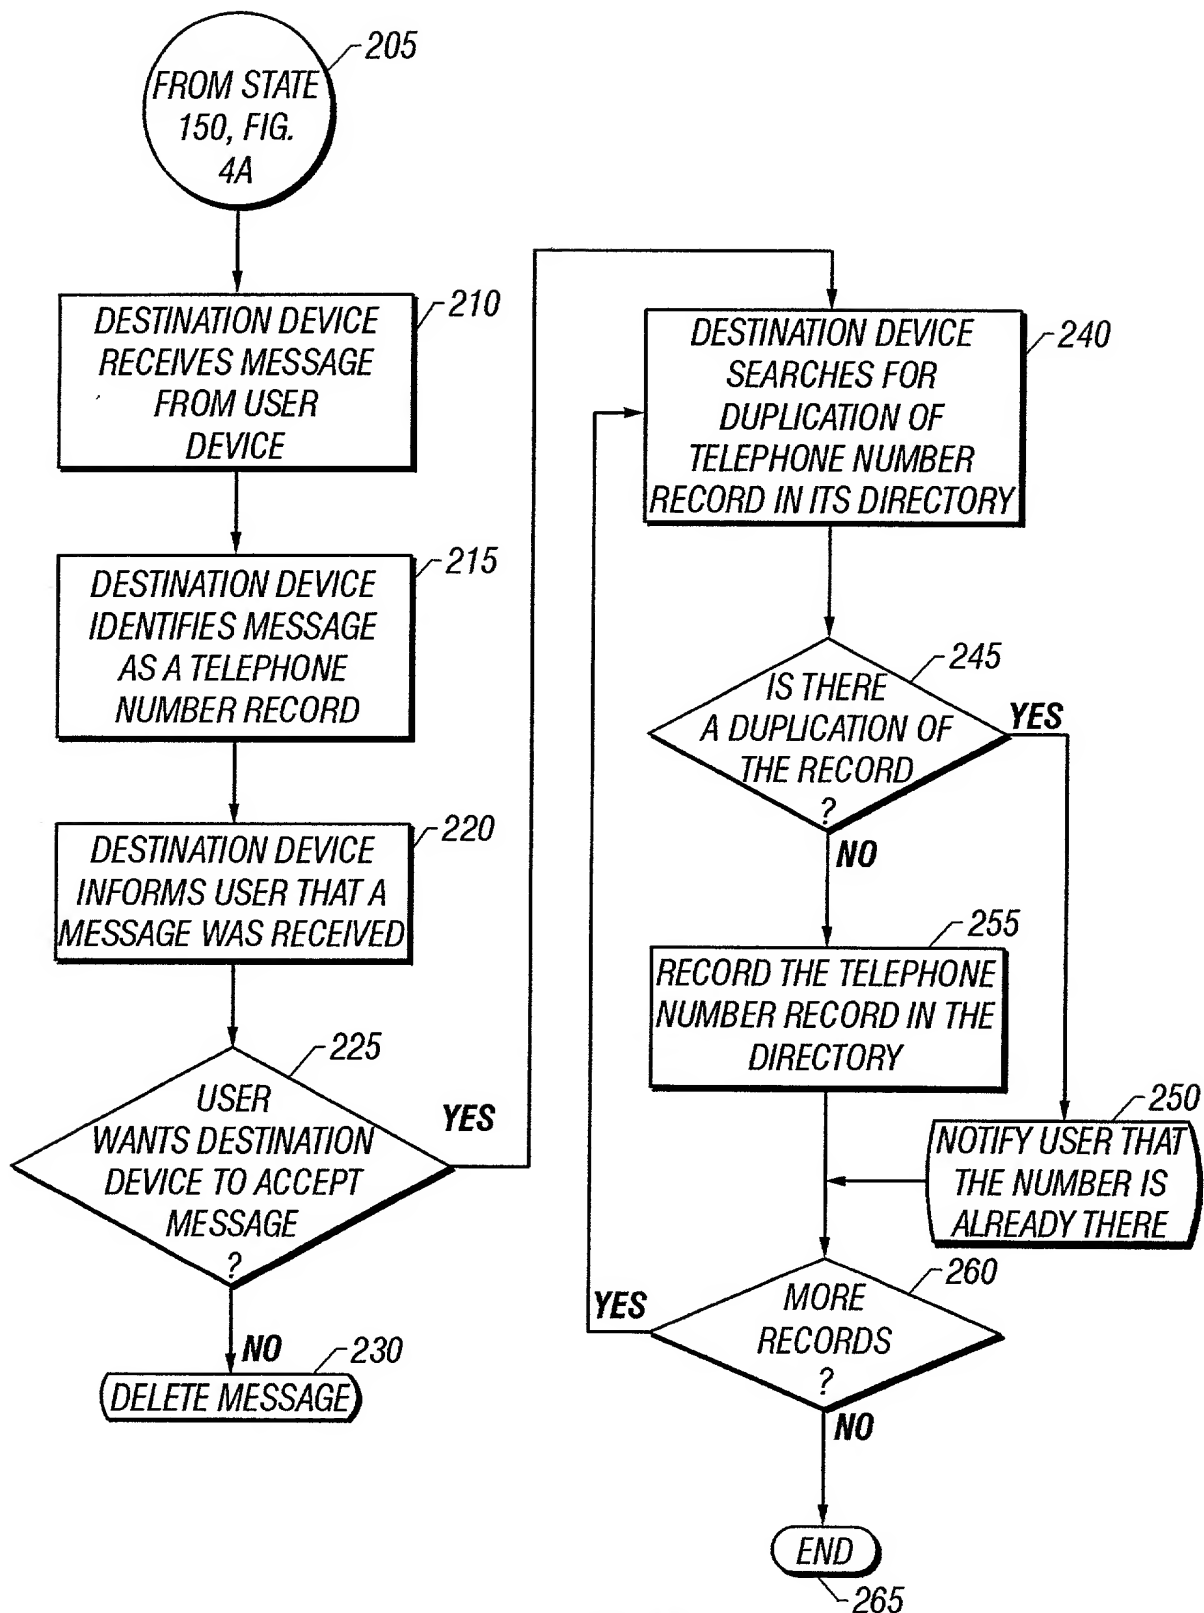 205
FROM STATE
150, FIG.
4A
210
DESTINATION DEVICE
RECEIVES MESSAGE
FROM USER
DEVICE
215
DESTINATION DEVICE
IDENTIFIES MESSAGE
AS A TELEPHONE
NUMBER RECORD
220
DESTINATION DEVICE
INFORMS USER THAT A
MESSAGE WAS RECEIVED
225
USER
WANTS DESTINATION
DEVICE TO ACCEPT
MESSAGE
?
YES
NO
230
DELETE MESSAGE
240
DESTINATION DEVICE
SEARCHES FOR
DUPLICATION OF
TELEPHONE NUMBER
RECORD IN ITS DIRECTORY
245
IS THERE
A DUPLICATION OF
THE RECORD
?
YES
NO
255
RECORD THE TELEPHONE
NUMBER RECORD IN THE
DIRECTORY
250
NOTIFY USER THAT
THE NUMBER IS
ALREADY THERE
260
MORE
RECORDS
?
YES
NO
END
265